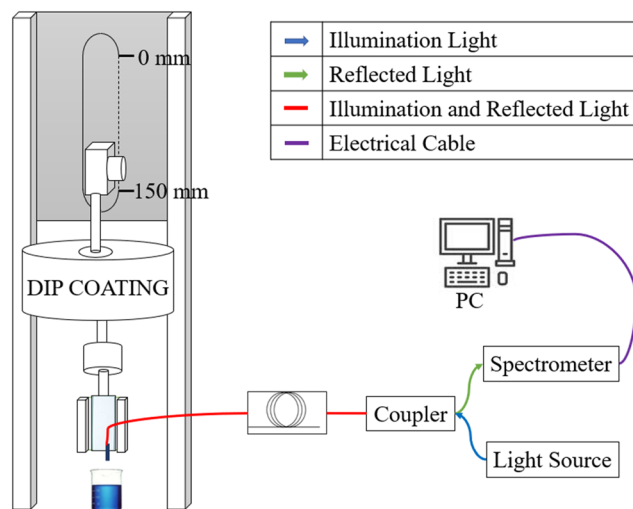 0 mm
150 mm
DIP COATING
Illumination Light
Reflected Light
Illumination and Reflected Light
Electrical Cable
PC
Spectrometer
Coupler
Light Source